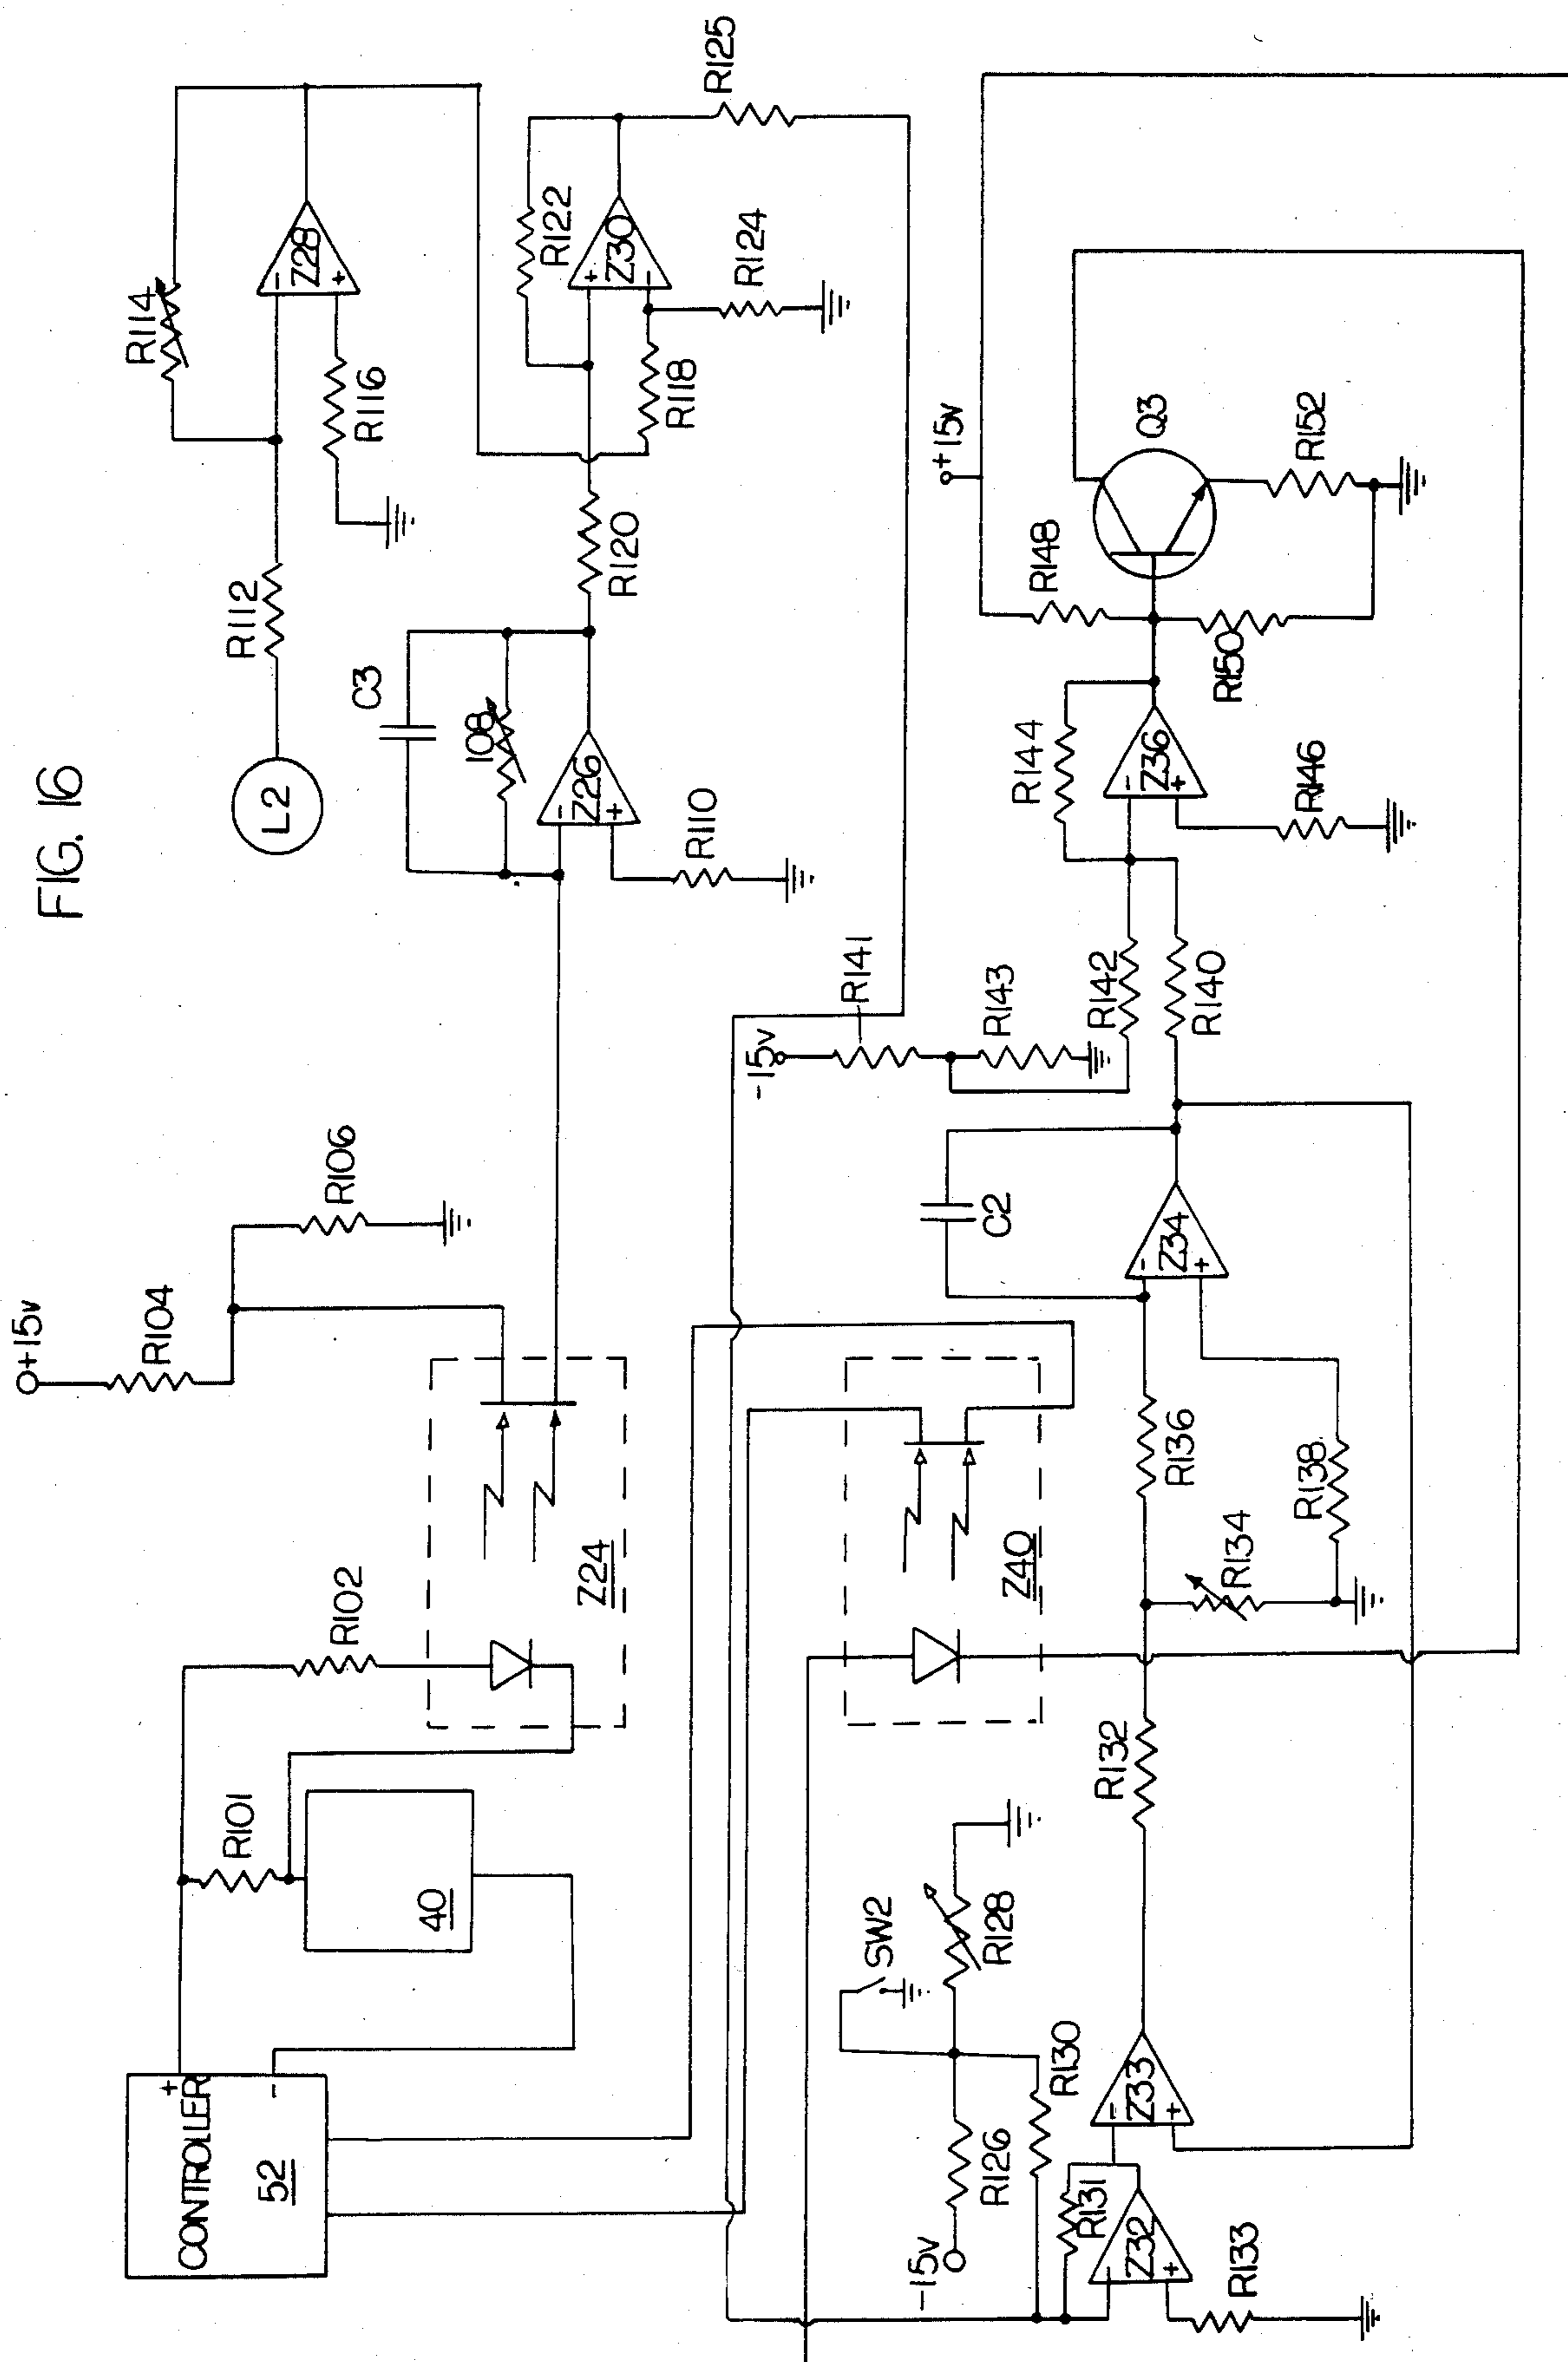 FIG. 16
CONTROLLER
52
+
-
R101
40
R102
Z24
+15v
R104
R106
L2
R112
R114
-
Z28
+
R116
C3
108
-
Z26
+
R110
R120
R122
+
Z30
-
R118
R124
R125
-15v
R126
SW2
R128
R130
R131
Z32
+
R133
-
Z33
+
R132
Z40
R134
R136
R138
C2
-
Z34
+
-15v
R141
R143
R142
R140
R144
-
Z36
+
R146
+15v
R148
R150
Q3
R152